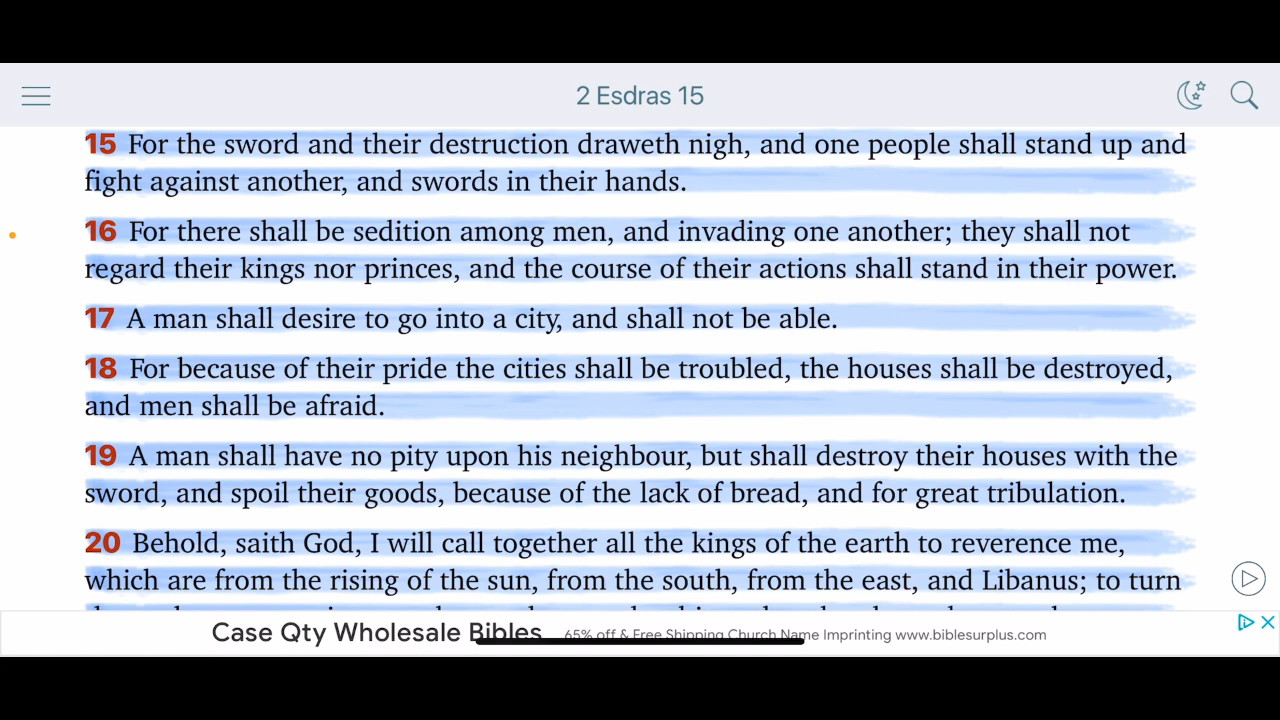 2 Esdras 15
15 For the sword and their destruction draweth nigh, and one people shall stand up and
fight against another, and swords in their hands.
16 For there shall be sedition among men, and invading one another; they shall not
regard their kings nor princes, and the course of their actions shall stand in their power.
17 A man shall desire to go into a city, and shall not be able.
18 For because of their pride the cities shall be troubled, the houses shall be destroyed,
and men shall be afraid.
19 A man shall have no pity upon his neighbour, but shall destroy their houses with the
sword, and spoil their goods, because of the lack of bread, and for great tribulation.
20 Behold, saith God, I will call together all the kings of the earth to reverence me,
which are from the rising of the sun, from the south, from the east, and Libanus; to turn
Case Qty Wholesale Bibles 65% off & Free Shipping Church Name Imprinting www.biblesurplus.com